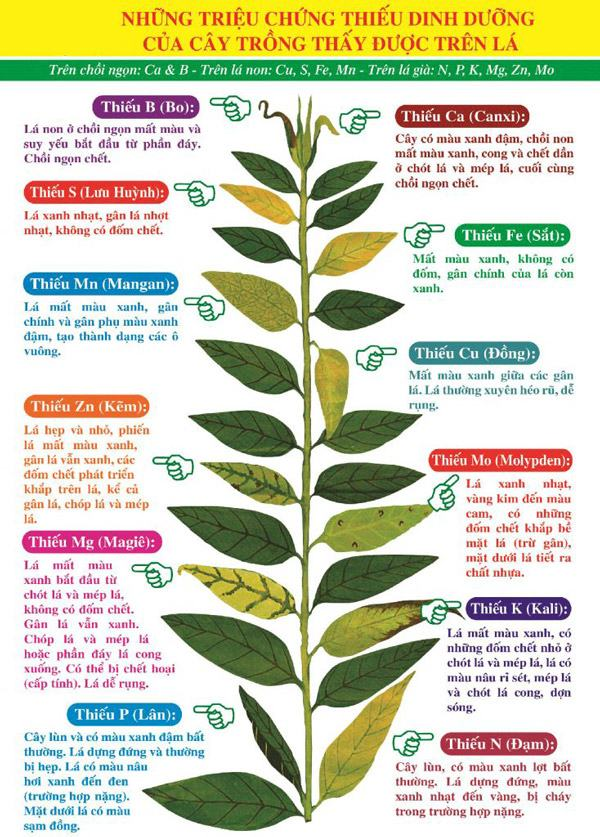 NHỮNG TRIỆU CHỨNG THIẾU DINH DƯỠNG
CỦA CÂY TRỒNG THẤY ĐƯỢC TRÊN LÁ
Trên chồi ngọn: Ca & B - Trên lá non: Cu, S, Fe, Mn - Trên lá già: N, P, K, Mg, Zn, Mo
Thiếu B (Bo):
Lá non ở chồi ngọn mất màu và
suy yếu bắt đầu từ phần đáy.
Chồi ngọn chết.
Thiếu Ca (Canxi):
Cây có màu xanh đậm, chồi non
mất màu xanh, cong và chết dần
ở chót lá và mép lá, cuối cùng
chồi ngọn chết.
Thiếu S (Lưu Huỳnh):
Lá xanh nhạt, gân lá nhợt
nhạt, không có đốm chết.
Thiếu Fe (Sắt):
Mất màu xanh, không có
đốm, gân chính của lá còn
xanh.
Thiếu Mn (Mangan):
Lá mất màu xanh, gân
chính và gân phụ màu xanh
đậm, tạo thành dạng các ô
vuông.
Thiếu Cu (Đồng):
Mất màu xanh giữa các gân
lá. Lá thường xuyên héo rũ, dễ
rụng.
Thiếu Zn (Kẽm):
Lá hẹp và nhỏ, phiến
lá mất màu xanh,
gân lá vẫn xanh, các
đốm chết phát triển
khắp trên lá, kể cả
gân lá, chóp lá và mép
lá.
Thiếu Mo (Molypden):
Lá xanh nhạt,
vàng kim đến màu
cam, có những
đốm chết khắp bề
mặt lá (trừ gân),
mặt dưới lá tiết ra
chất nhựa.
Thiếu Mg (Magiê):
Lá mất màu
xanh bắt đầu từ
chót lá và mép lá,
không có đốm chết.
Gân lá vẫn xanh.
Chóp lá và mép lá
hoặc phần đáy lá cong
xuống. Có thể bị chết hoại
(cấp tính). Lá dễ rụng.
Thiếu K (Kali):
Lá mất màu xanh, có
những đốm chết nhỏ ở
chót lá và mép lá, lá có
màu nâu rỉ sét, mép lá
và chót lá cong, dợn
sóng.
Thiếu P (Lân):
Cây lùn và có màu xanh đậm bất
thường. Lá dựng đứng và thường
bị hẹp. Lá có màu nâu
hơi xanh đến đen
(trường hợp nặng).
Mặt dưới lá có màu
sạm đồng.
Thiếu N (Đạm):
Cây lùn, có màu xanh lợt bất
thường. Lá dựng đứng, màu
xanh nhạt đến vàng, bị cháy
trong trường hợp nặng.